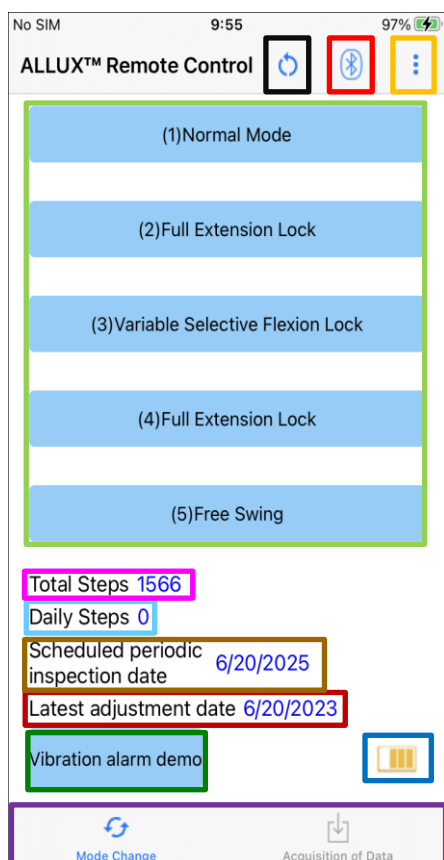 No SIM 9:55 97%
ALLUX™ Remote Control
(1)Normal Mode
(2)Full Extension Lock
(3)Variable Selective Flexion Lock
(4)Full Extension Lock
(5)Free Swing
Total Steps 1566
Daily Steps 0
Scheduled periodic
inspection date 6/20/2025
Latest adjustment date 6/20/2023
Vibration alarm demo
Mode Change Acquisition of Data